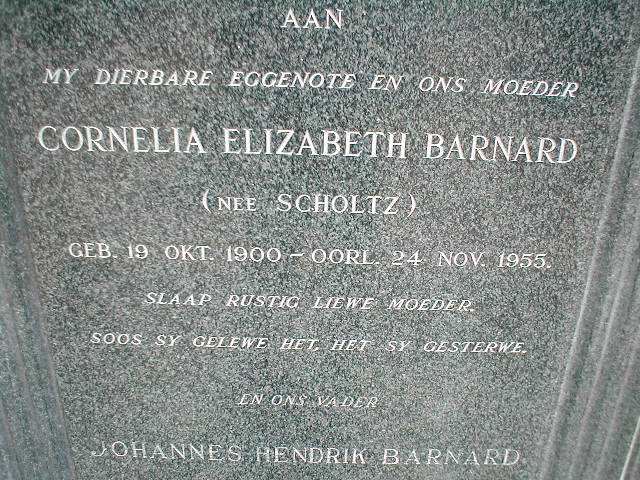 AAN
MY DIERBARE EGGENOTE EN ONS MOEDER
CORNELIA ELIZABETH BARNARD
(NEE SCHOLTZ)
GEB. 19 OKT. 1900 – OORL. 24 NOV. 1955.
SLAAP RUSTIG LIEWE MOEDER.
SOOS SY GELEWE HET, HET SY GESTERWE.
EN ONS VADER
JOHANNES HENDRIK BARNARD